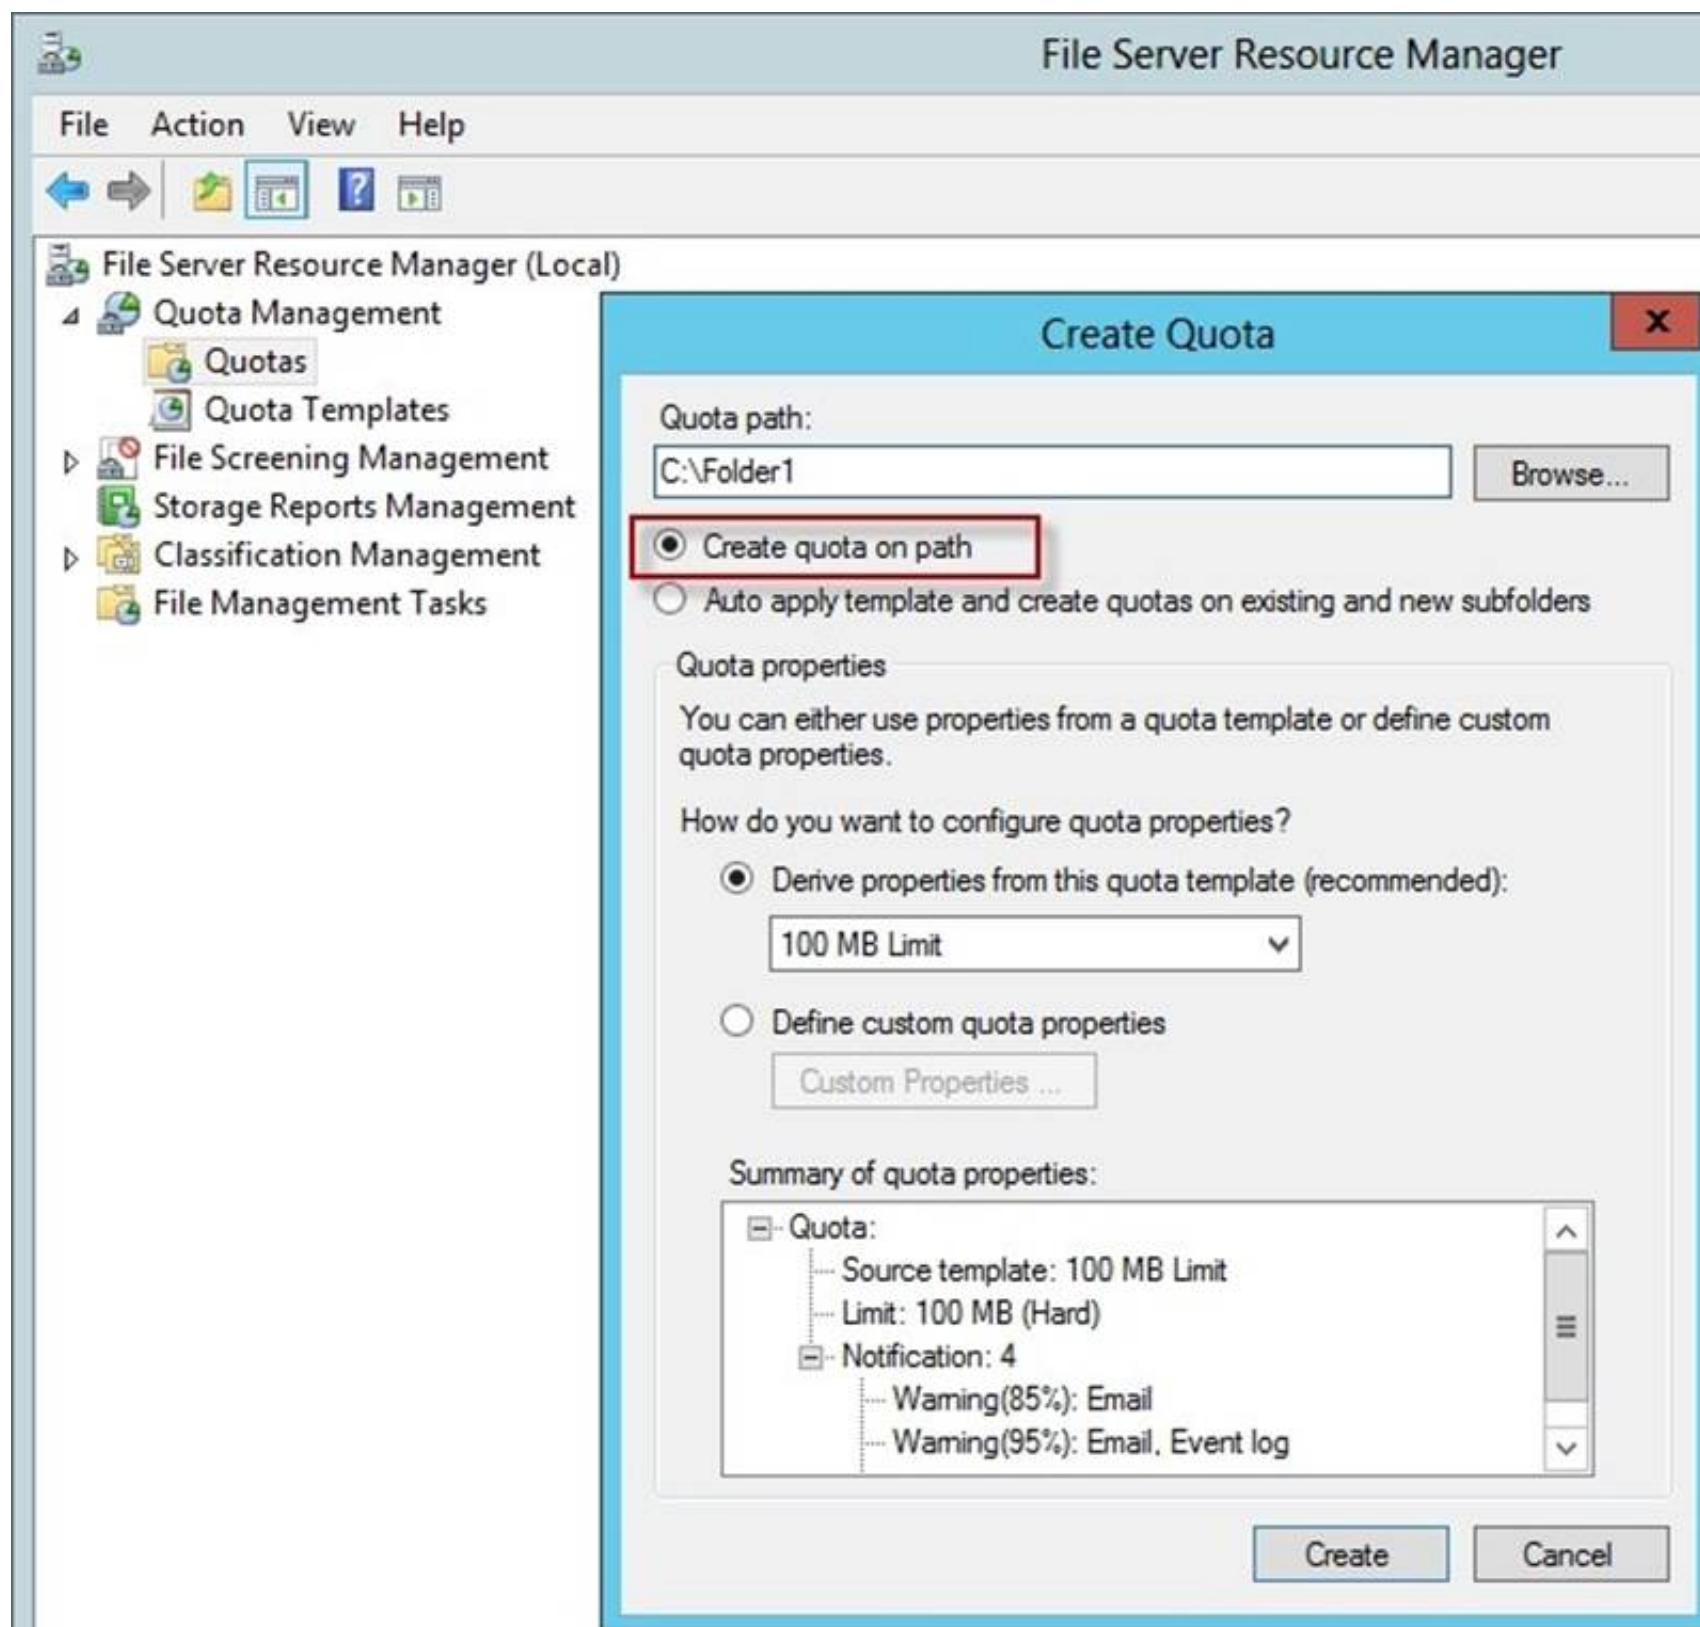 File Server Resource Manager
File Action View Help
File Server Resource Manager (Local)
Quota Management
Quotas
Quota Templates
File Screening Management
Storage Reports Management
Classification Management
File Management Tasks
Create Quota
x
Quota path:
C:\Folder1
Browse...
Create quota on path
Auto apply template and create quotas on existing and new subfolders
Quota properties
You can either use properties from a quota template or define custom
quota properties.
How do you want to configure quota properties?
Derive properties from this quota template (recommended):
100 MB Limit
Define custom quota properties
Custom Properties ...
Summary of quota properties:
Quota:
Source template: 100 MB Limit
Limit: 100 MB (Hard)
Notification: 4
Warning(85%): Email
Warning(95%): Email, Event log
Create Cancel